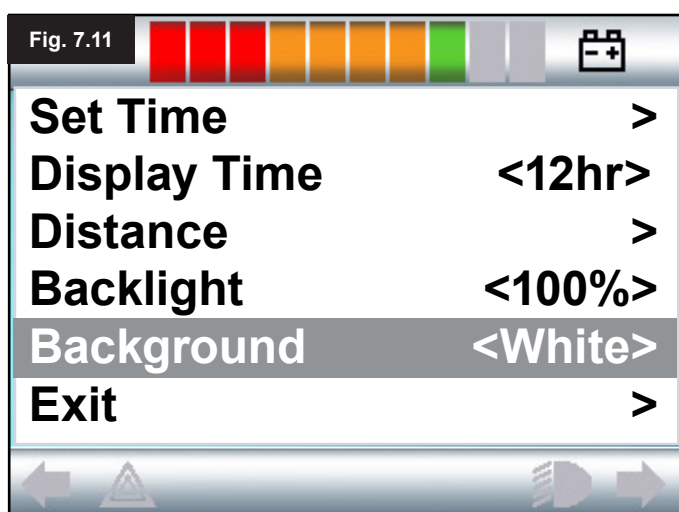 Fig. 7.11
Set Time >
Display Time <12hr>
Distance >
Backlight <100%>
Background <White>
Exit >